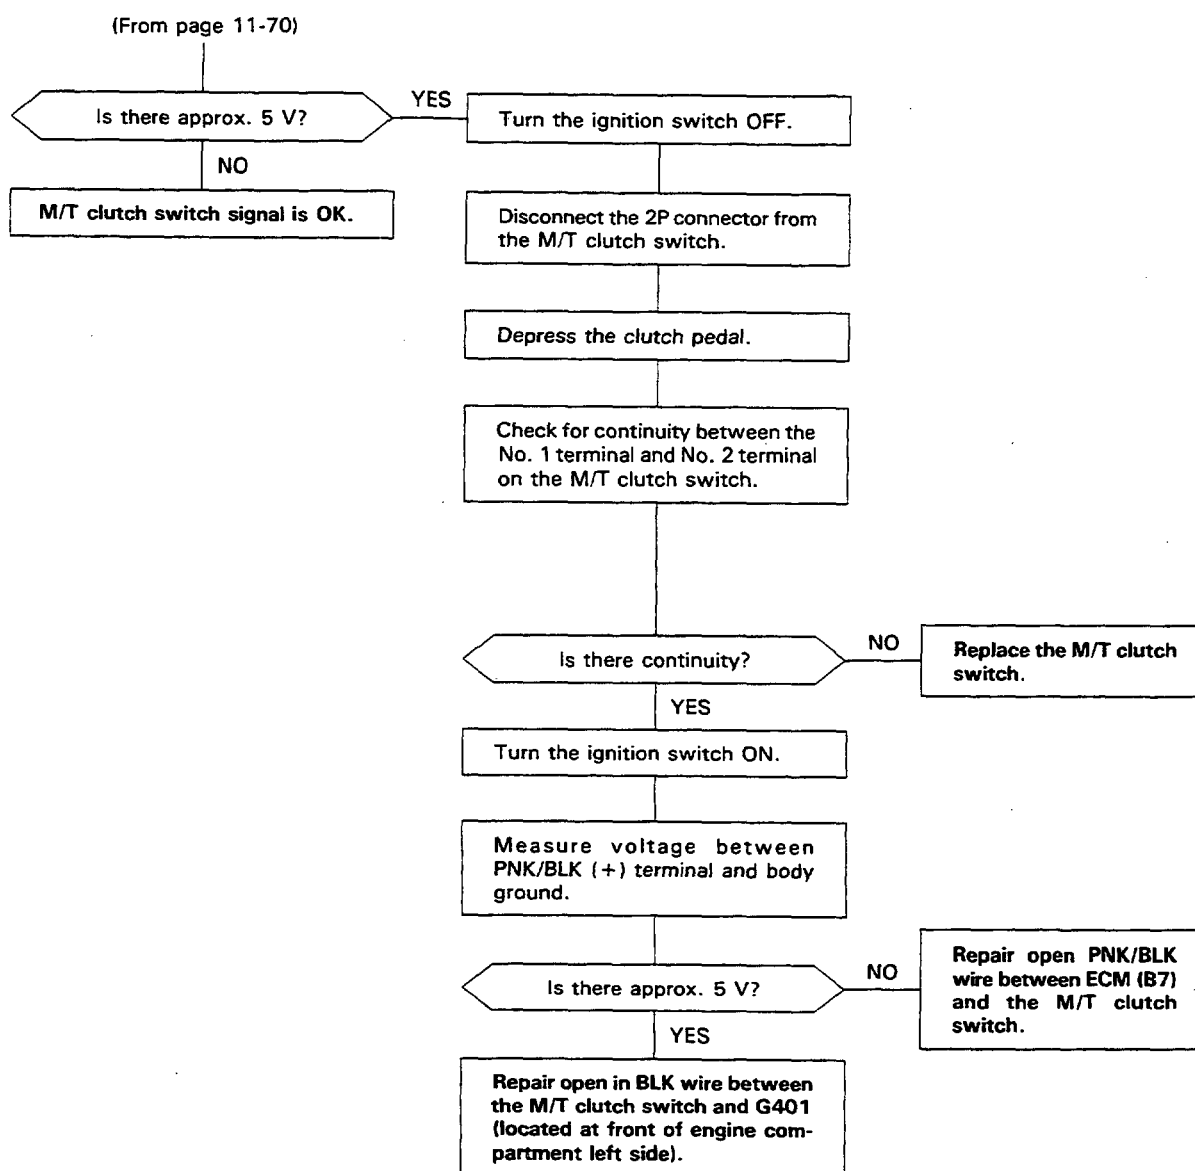 (From page 11-70)
Is there approx. 5 V?
YES
Turn the ignition switch OFF.
NO
M/T clutch switch signal is OK.
Disconnect the 2P connector from
the M/T clutch switch.
Depress the clutch pedal.
Check for continuity between the
No. 1 terminal and No. 2 terminal
on the M/T clutch switch.
Is there continuity?
NO
Replace the M/T clutch
switch.
YES
Turn the ignition switch ON.
Measure voltage between
PNK/BLK (+) terminal and body
ground.
Is there approx. 5 V?
NO
Repair open PNK/BLK
wire between ECM (B7)
and the M/T clutch
switch.
YES
Repair open in BLK wire between
the M/T clutch switch and G401
(located at front of engine com-
partment left side).